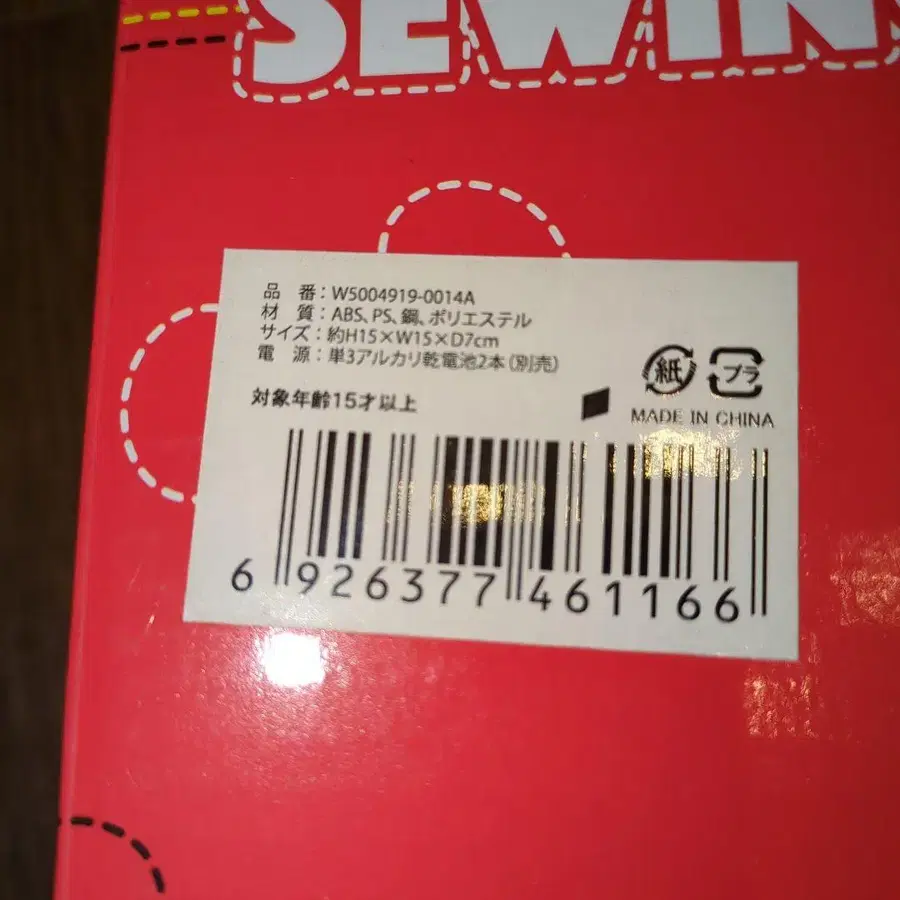 SEWIN
品　番：W5004919-0014A
材　質：ABS、PS、鋼、ポリエステル
サイズ：約H15×W15×D7cm
電　源：単3アルカリ乾電池2本（別売）
対象年齢15才以上
紙 プラ
MADE IN CHINA
6 926377 461166